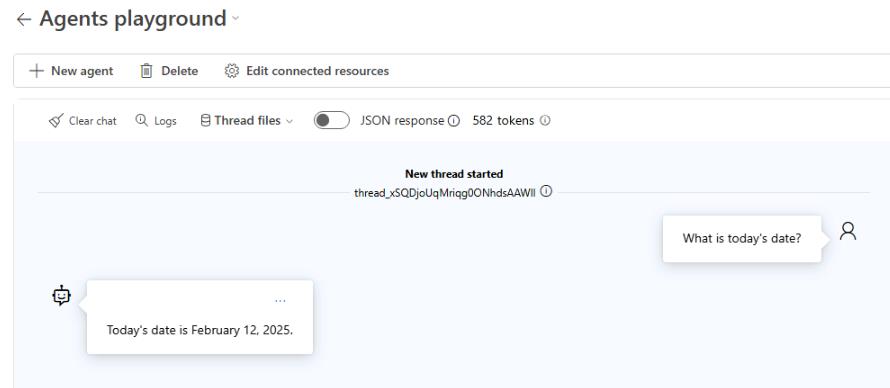 Agents playground
New agent Delete Edit connected resources
Clear chat Logs Thread files JSON response 582 tokens
New thread started
thread_xSQDjoUqMriqg0ONhdsAAWIl
What is today's date?
...
Today's date is February 12, 2025.